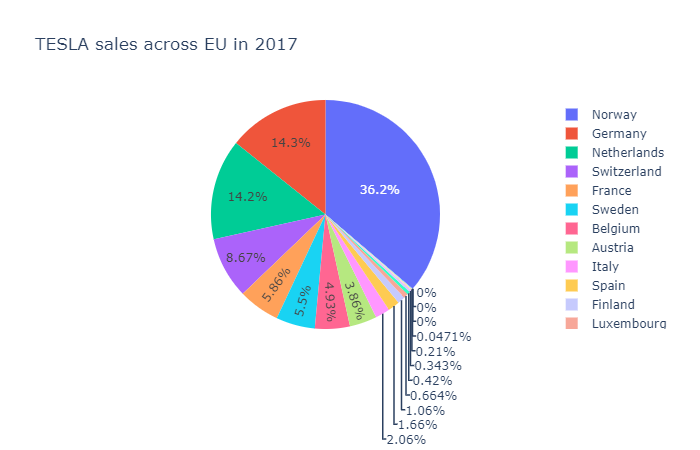 TESLA sales across EU in 2017
Norway
Germany
Netherlands
Switzerland
France
Sweden
Belgium
Austria
Italy
Spain
Finland
Luxembourg
36.2%
14.3%
14.2%
8.67%
5.86%
5.5%
4.93%
3.86%
0%
0%
0%
0.0471%
0.21%
0.343%
0.42%
0.664%
1.06%
1.66%
2.06%